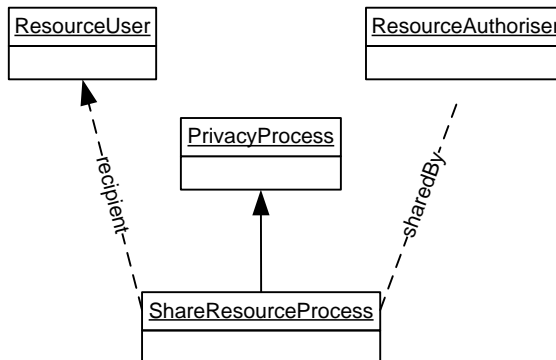 ResourceUser
ResourceAuthoriser
PrivacyProcess
recipient
sharedBy
ShareResourceProcess